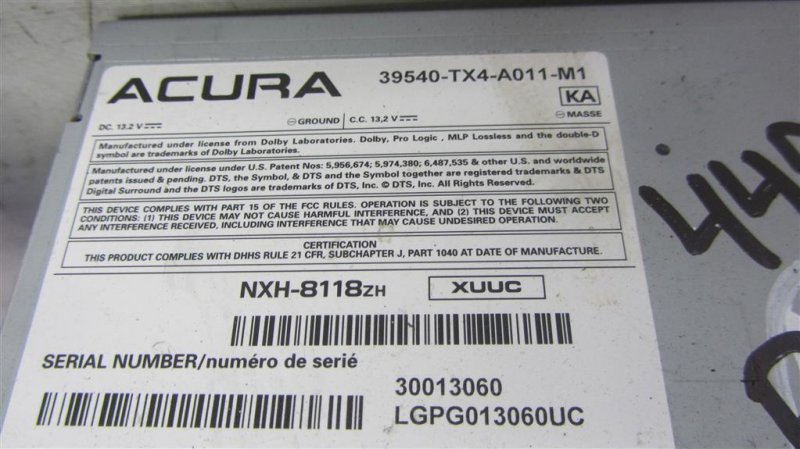 ACURA 39540-TX4-A011-M1
KA
DC. 13.2 V GROUND C.C. 13,2 V MASSE
Manufactured under license from Dolby Laboratories. Dolby, Pro Logic , MLP Lossless and the double-D
symbol are trademarks of Dolby Laboratories.
Manufactured under license under U.S. Patent Nos: 5,956,674; 5,974,380; 6,487,535 & other U.S. and worldwide
patents issued & pending. DTS, the Symbol, & DTS and the Symbol together are registered trademarks & DTS
Digital Surround and the DTS logos are trademarks of DTS, Inc. © DTS, Inc. All Rights Reserved.
THIS DEVICE COMPLIES WITH PART 15 OF THE FCC RULES. OPERATION IS SUBJECT TO THE FOLLOWING TWO
CONDITIONS: (1) THIS DEVICE MAY NOT CAUSE HARMFUL INTERFERENCE, AND (2) THIS DEVICE MUST ACCEPT
ANY INTERFERENCE RECEIVED, INCLUDING INTERFERENCE THAT MAY CAUSE UNDESIRED OPERATION.
CERTIFICATION
THIS PRODUCT COMPLIES WITH DHHS RULE 21 CFR, SUBCHAPTER J, PART 1040 AT DATE OF MANUFACTURE.
NXH-8118ZH XUUC
SERIAL NUMBER/numéro de serié
30013060
LGPG013060UC